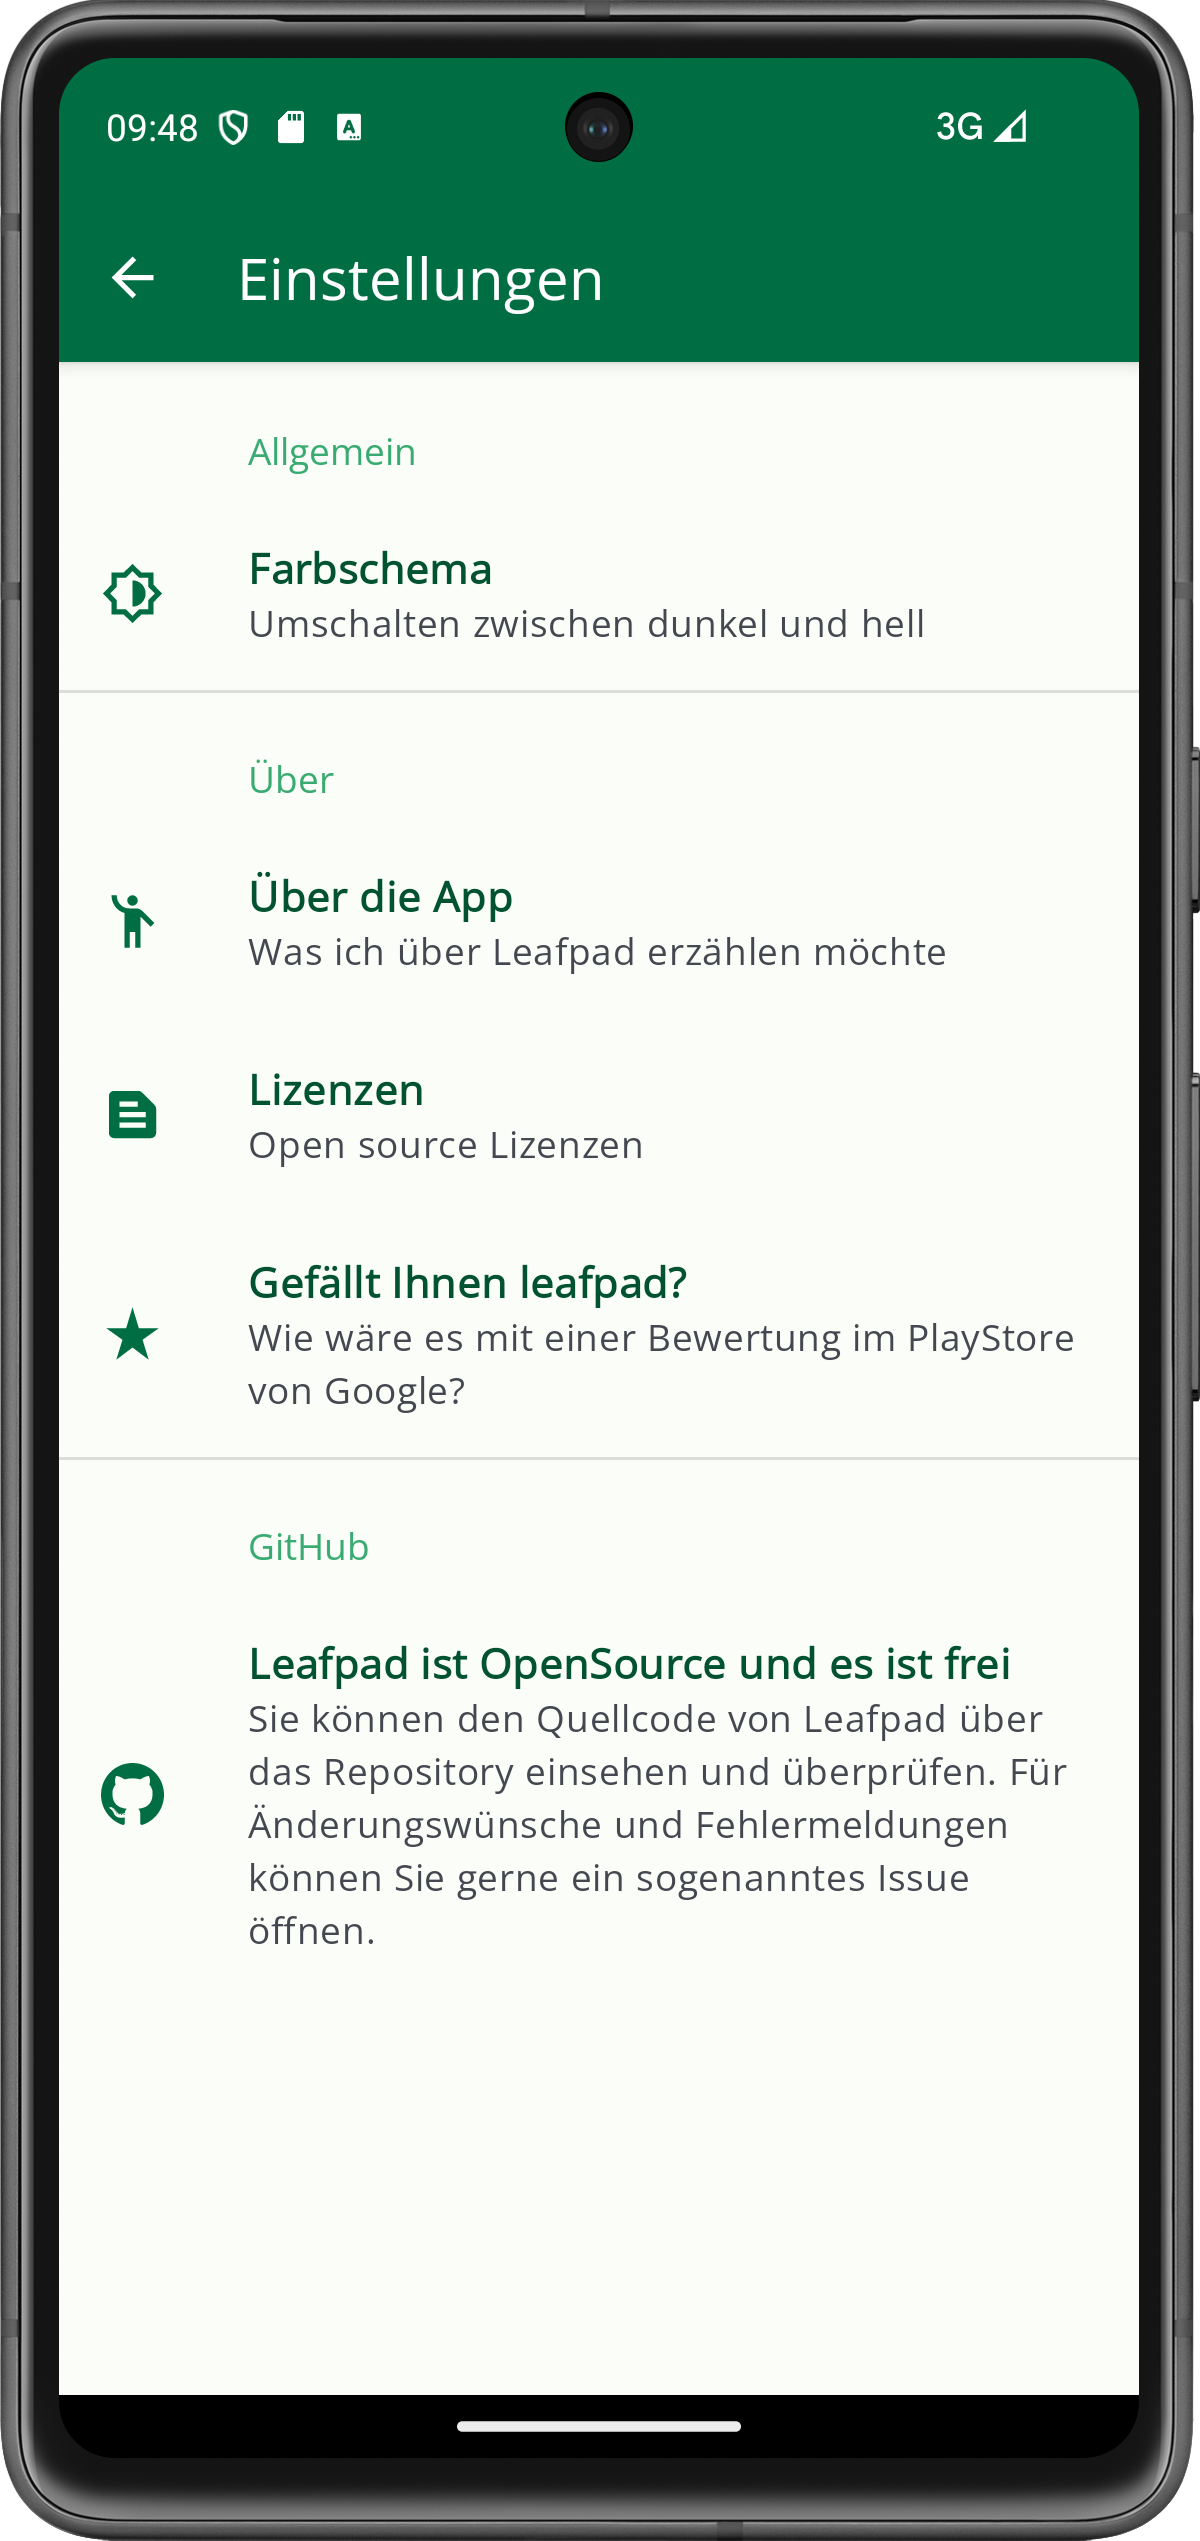 09:48
3G
Einstellungen
Allgemein
Farbschema
Umschalten zwischen dunkel und hell
Über
Über die App
Was ich über Leafpad erzählen möchte
Lizenzen
Open source Lizenzen
Gefällt Ihnen leafpad?
Wie wäre es mit einer Bewertung im PlayStore
von Google?
GitHub
Leafpad ist OpenSource und es ist frei
Sie können den Quellcode von Leafpad über
das Repository einsehen und überprüfen. Für
Änderungswünsche und Fehlermeldungen
können Sie gerne ein sogenanntes Issue
öffnen.